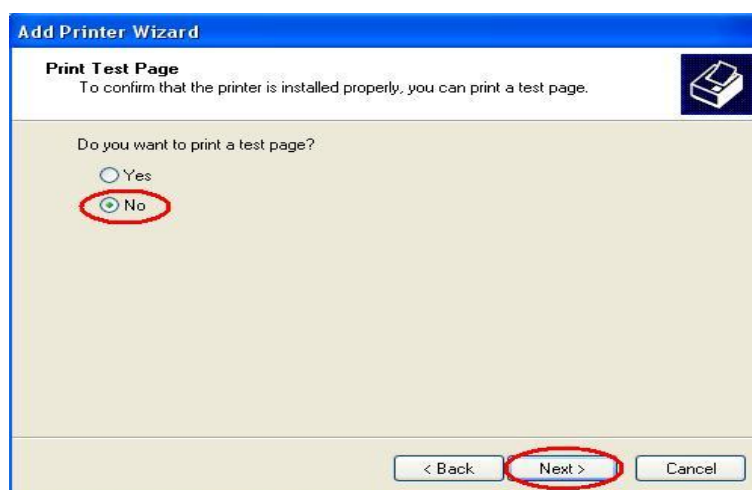 Add Printer Wizard
Print Test Page
To confirm that the printer is installed properly, you can print a test page.
Do you want to print a test page?
Yes
No
< Back
Next >
Cancel